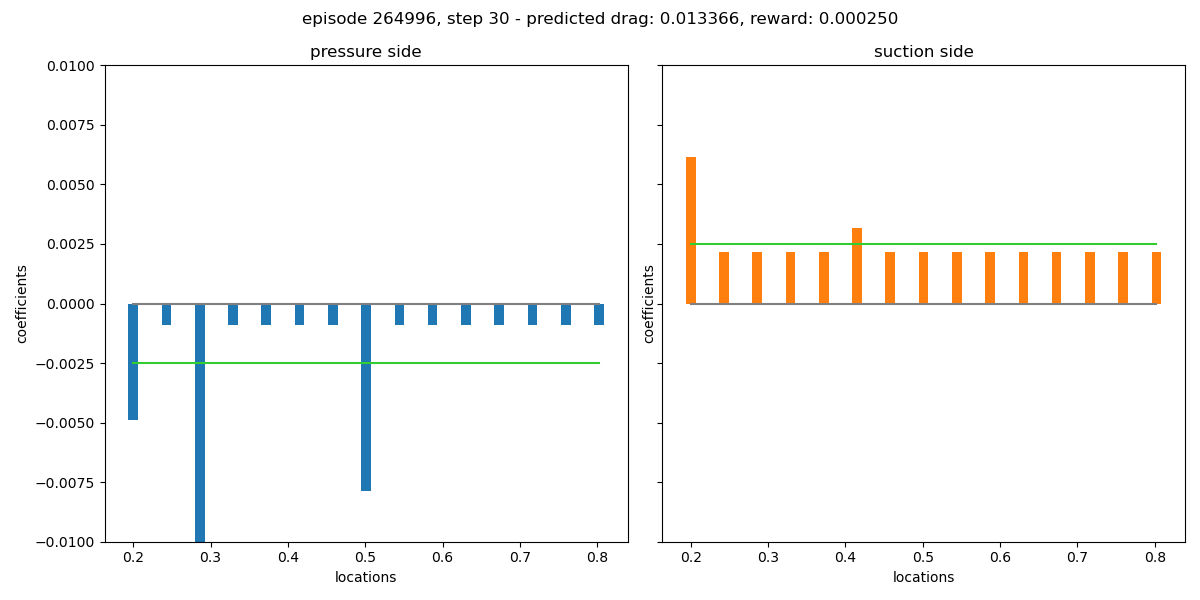 episode 264996, step 30 - predicted drag: 0.013366, reward: 0.000250
pressure side
suction side
0.0100
0.0075
0.0050
0.0025
0.0000
−0.0025
−0.0050
−0.0075
−0.0100
coefficients
0.2 0.3 0.4 0.5 0.6 0.7 0.8
locations
coefficients
0.2 0.3 0.4 0.5 0.6 0.7 0.8
locations